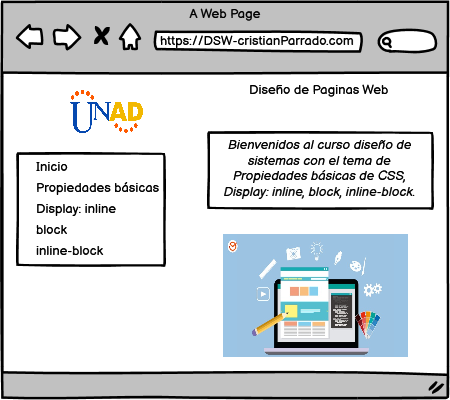 A Web Page
https://DSW-cristianParrado.com
UNAD
Diseño de Paginas Web
Inicio
Propiedades básicas
Display: inline
block
inline-block
Bienvenidos al curso diseño de
sistemas con el tema de
Propiedades básicas de CSS,
Display: inline, block, inline-block.